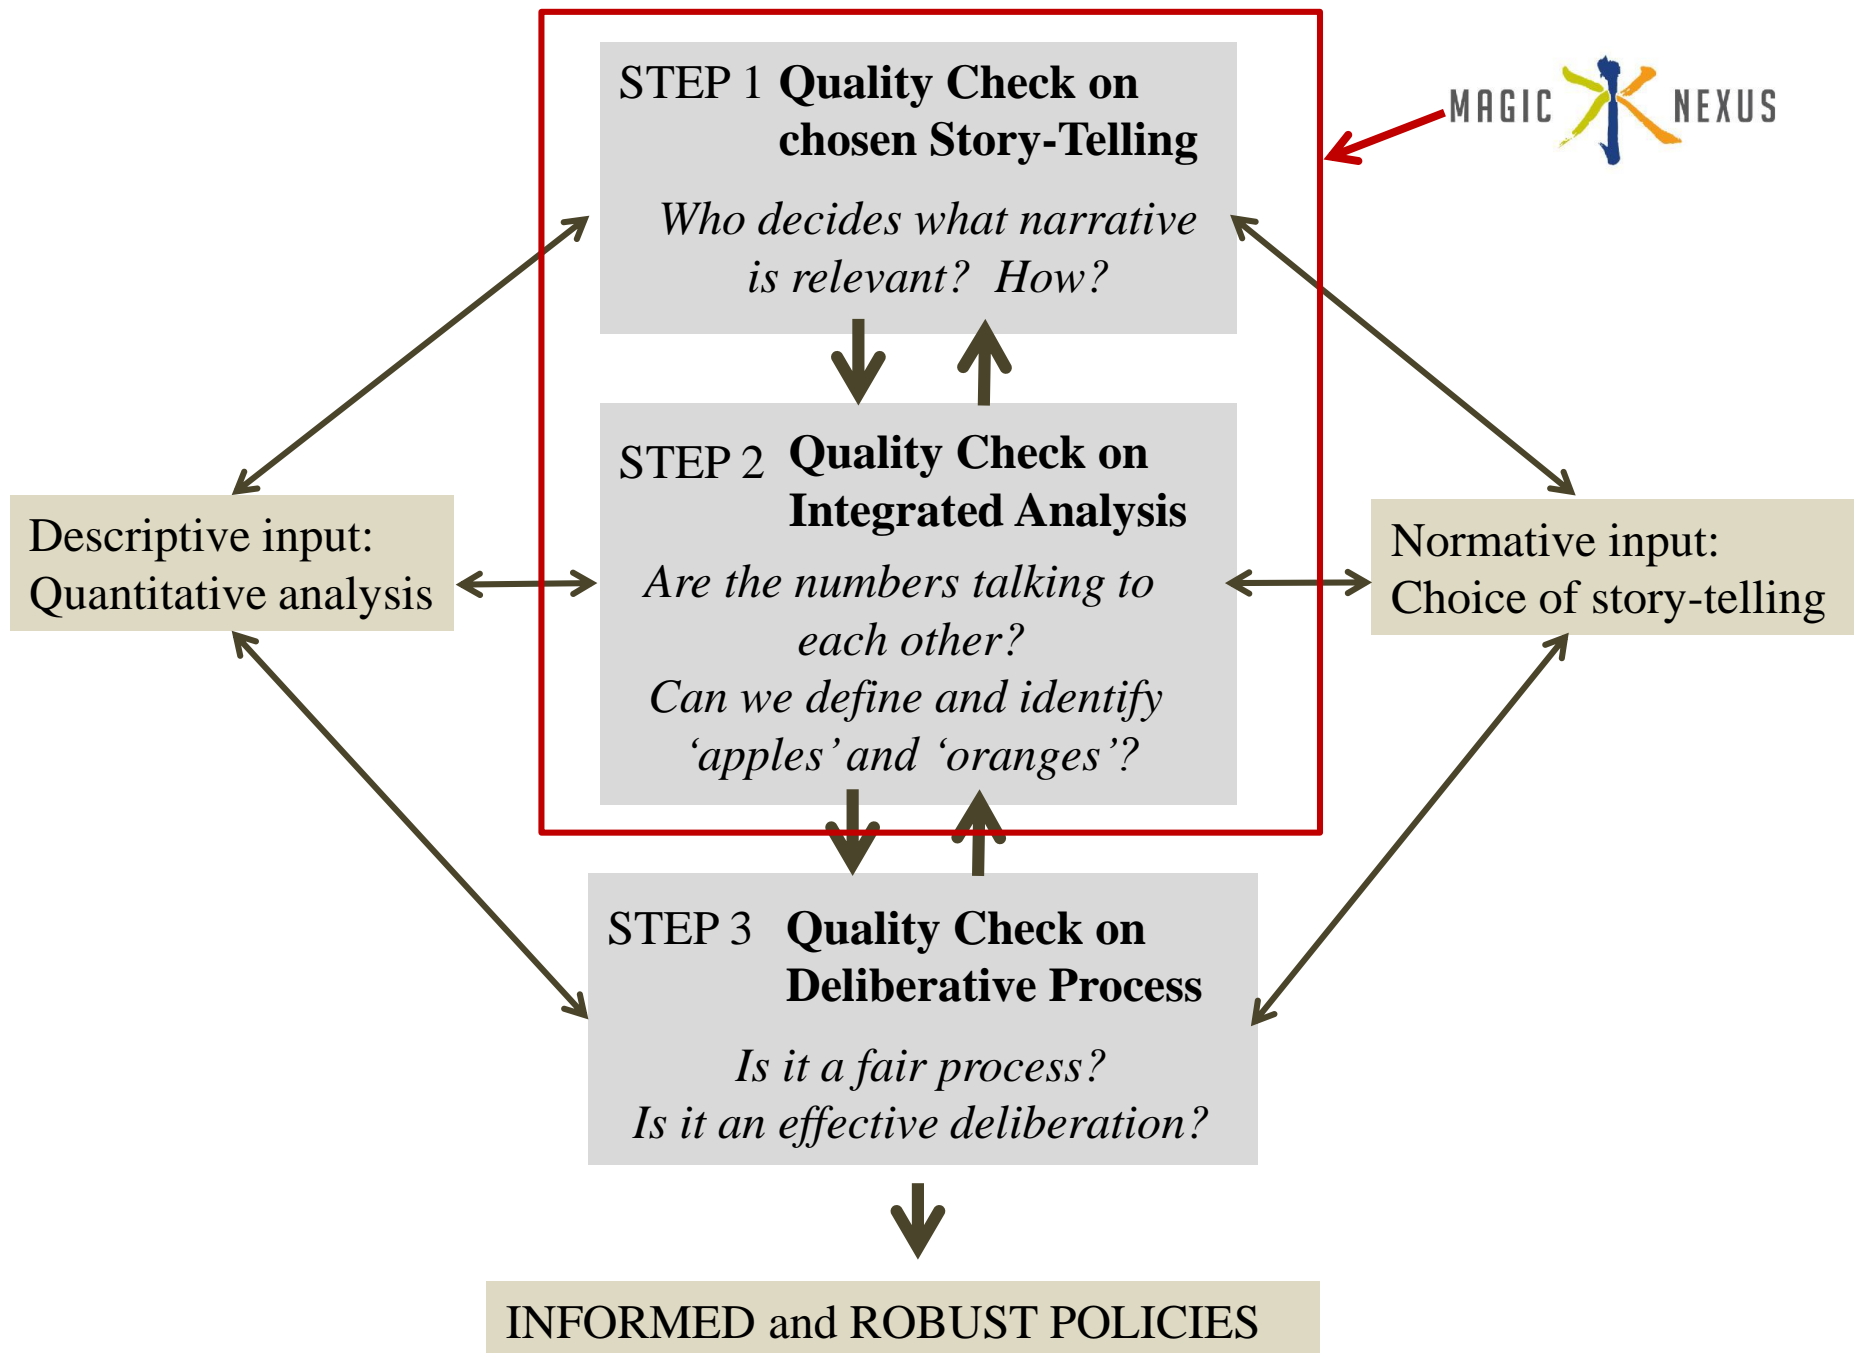 STEP 1 Quality Check on
chosen Story-Telling
Who decides what narrative
is relevant? How?
MAGIC NEXUS
STEP 2 Quality Check on
Integrated Analysis
Are the numbers talking to
each other?
Can we define and identify
‘apples’ and ‘oranges’?
Descriptive input:
Quantitative analysis
Normative input:
Choice of story-telling
STEP 3 Quality Check on
Deliberative Process
Is it a fair process?
Is it an effective deliberation?
INFORMED and ROBUST POLICIES